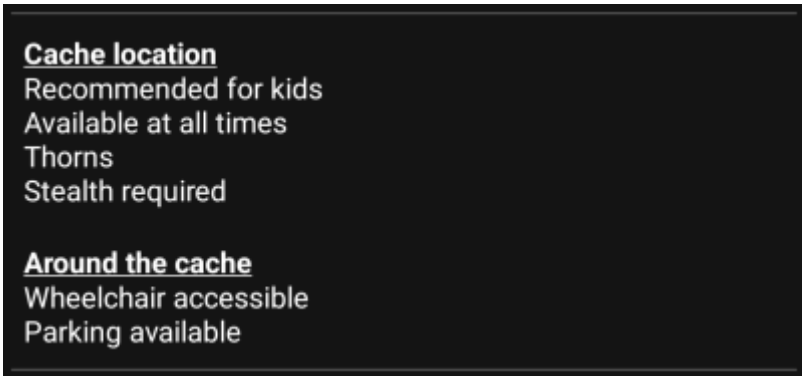 Cache location
Recommended for kids
Available at all times
Thorns
Stealth required
Around the cache
Wheelchair accessible
Parking available